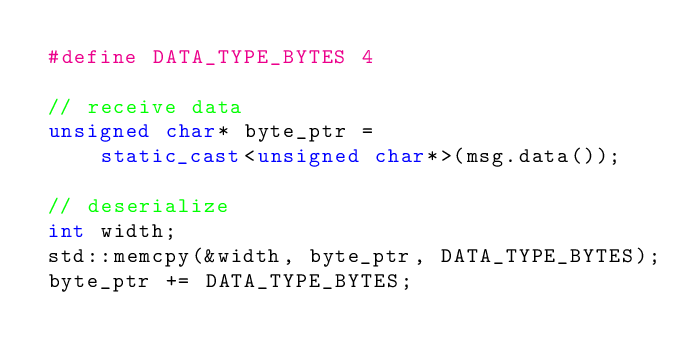 #define DATA_TYPE_BYTES 4
// receive data
unsigned char* byte_ptr =
static_cast<unsigned char*>(msg.data());
// deserialize
int width;
std::memcpy(&width, byte_ptr, DATA_TYPE_BYTES);
byte_ptr += DATA_TYPE_BYTES;